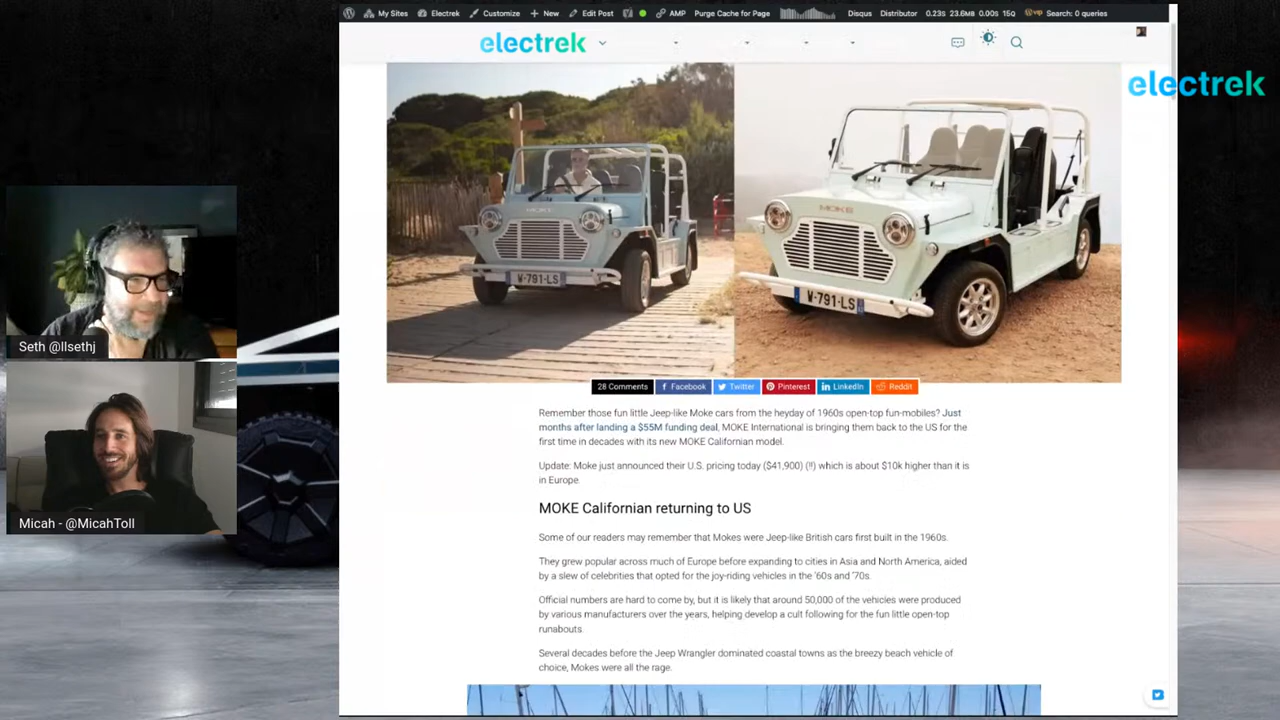 My Sites Electrek Customize New Edit Post AMP Purge Cache for Page Disqus Distributor 0.23s 23.6MB 0.00s 15Q vip Search: 0 queries
electrek
electrek
MOKE
W-791-LS
MOKE
W-791-LS
28 Comments Facebook Twitter Pinterest LinkedIn Reddit
Remember those fun little Jeep-like Moke cars from the heyday of 1960s open-top fun-mobiles? Just
months after landing a $55M funding deal, MOKE International is bringing them back to the US for the
first time in decades with its new MOKE Californian model.
Update: Moke just announced their U.S. pricing today ($41,900) (!!) which is about $10k higher than it is
in Europe.
MOKE Californian returning to US
Some of our readers may remember that Mokes were Jeep-like British cars first built in the 1960s.
They grew popular across much of Europe before expanding to cities in Asia and North America, aided
by a slew of celebrities that opted for the joy-riding vehicles in the '60s and '70s.
Official numbers are hard to come by, but it is likely that around 50,000 of the vehicles were produced
by various manufacturers over the years, helping develop a cult following for the fun little open-top
runabouts.
Several decades before the Jeep Wrangler dominated coastal towns as the breezy beach vehicle of
choice, Mokes were all the rage.
Seth @llsethj
Micah - @MicahToll